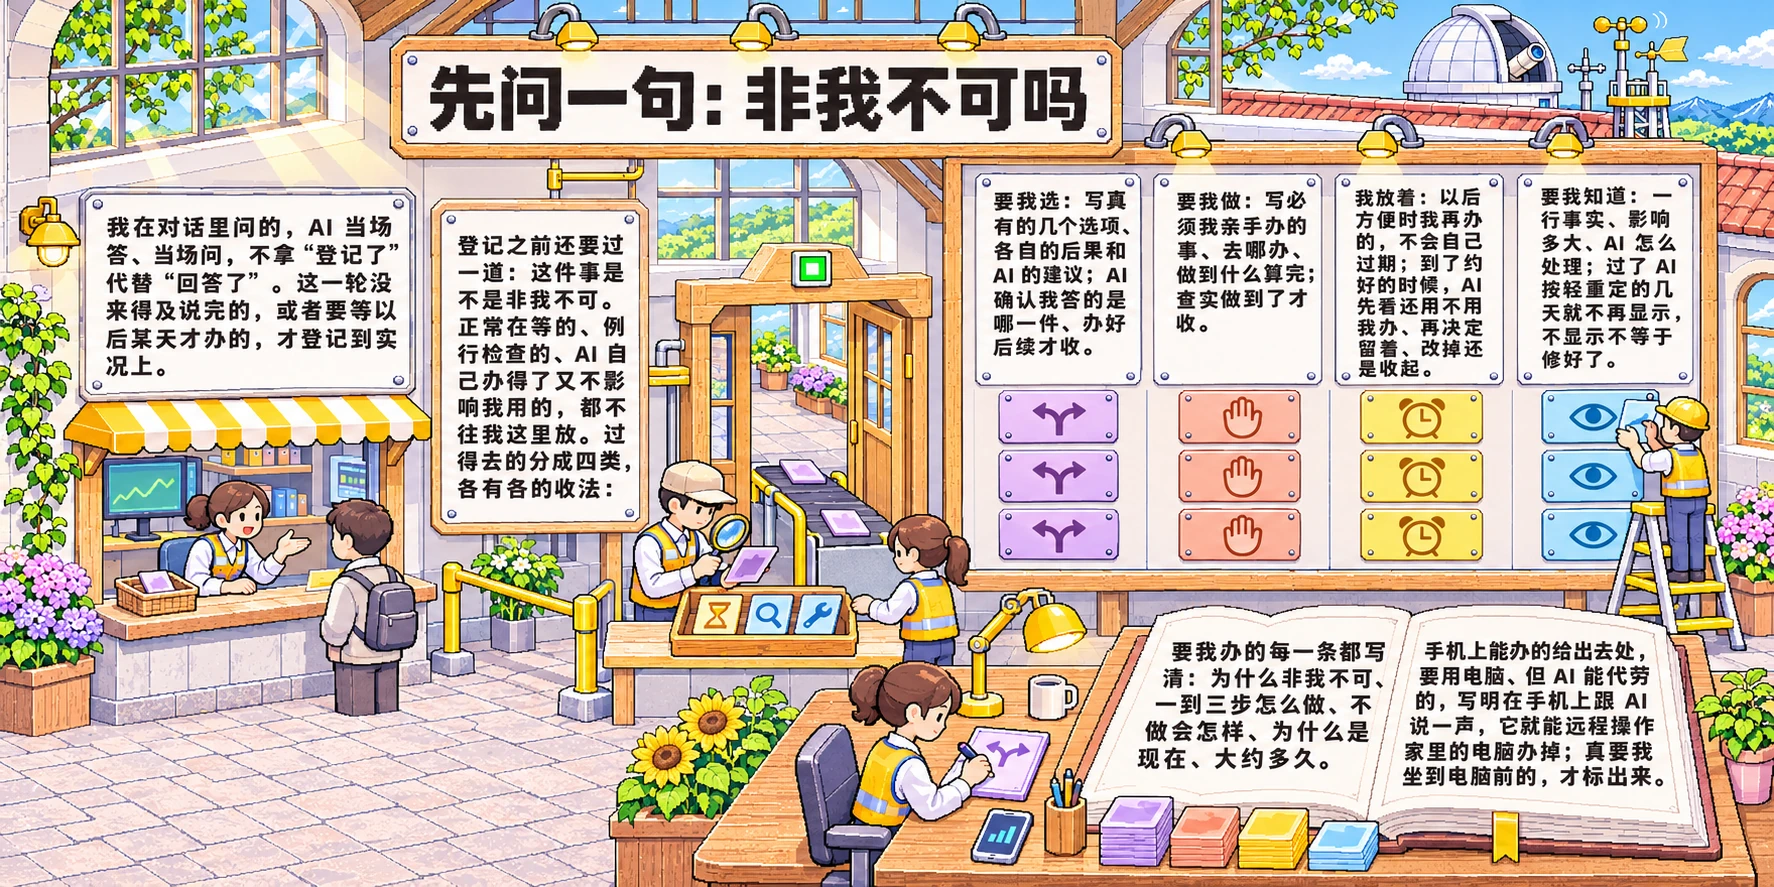 先问一句：非我不可吗
我在对话里问的，AI 当场
答、当场问，不拿“登记了”
代替“回答了”。这一轮没
来得及说完的，或者要等以
后某天才办的，才登记到实
况上。
登记之前还要过
一道：这件事是
不是非我不可。
正常在等的、例
行检查的、AI 自
己办得了又不影
响我用的，都不
往我这里放。过
得去的分成四类，
各有各的收法：
要我选：写真
有的几个选项、
各自的后果和
AI 的建议；AI
确认我答的是
哪一件、办好
后续才收。
要我做：写必
须我亲手办的
事、去哪办、
做到什么算完；
查实做到了才
收。
我放着：以后
方便时我再办
的，不会自己
过期；到了约
好的时候，AI
先看还用不用
我办、再决定
留着、改掉还
是收起。
要我知道：一
行事实、影响
多大、AI 怎么
处理；过了 AI
按轻重定的几
天就不再显示，
不显示不等于
修好了。
要我办的每一条都写
清：为什么非我不可、
一到三步怎么做、不
做会怎样、为什么是
现在、大约多久。
手机上能办的给出去处，
要用电脑、但 AI 能代劳
的，写明在手机上跟 AI
说一声，它就能远程操作
家里的电脑办掉；真要我
坐到电脑前的，才标出来。